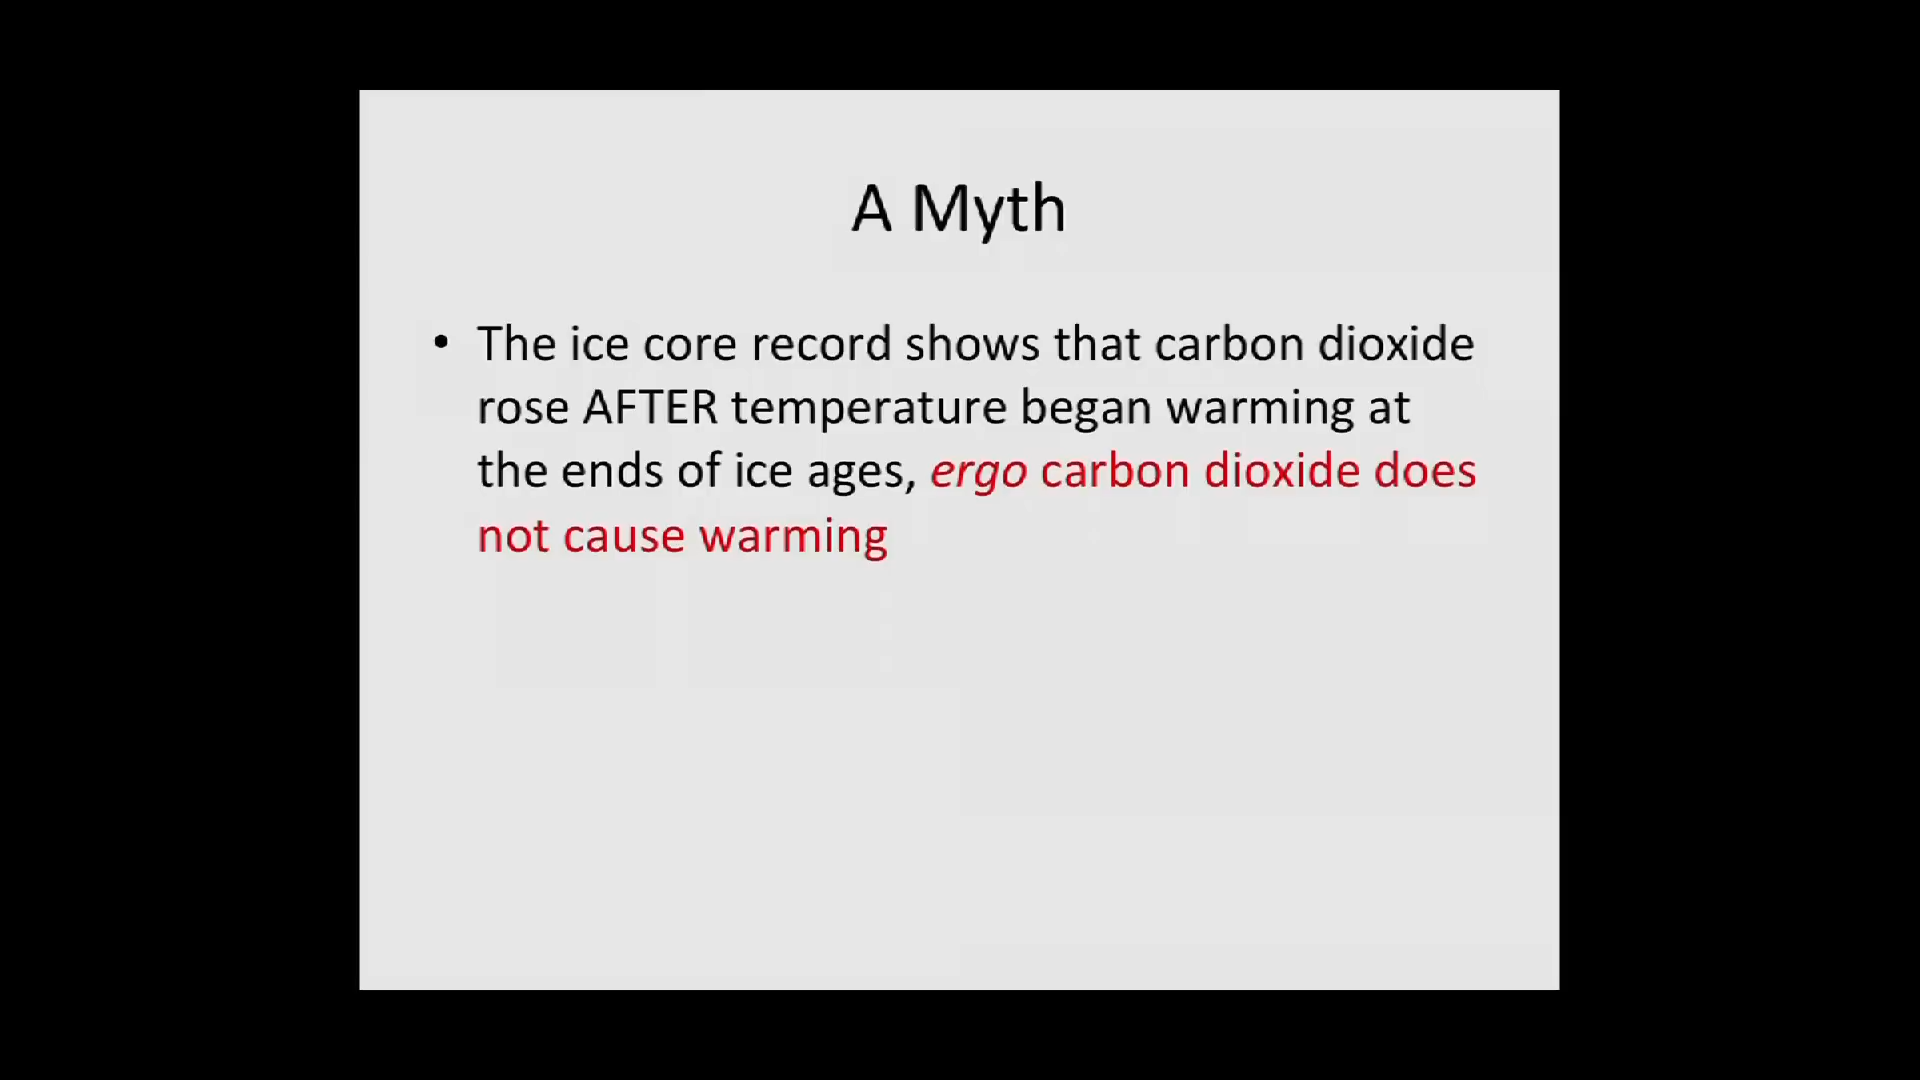 A Myth
• The ice core record shows that carbon dioxide
rose AFTER temperature began warming at
the ends of ice ages, ergo carbon dioxide does
not cause warming